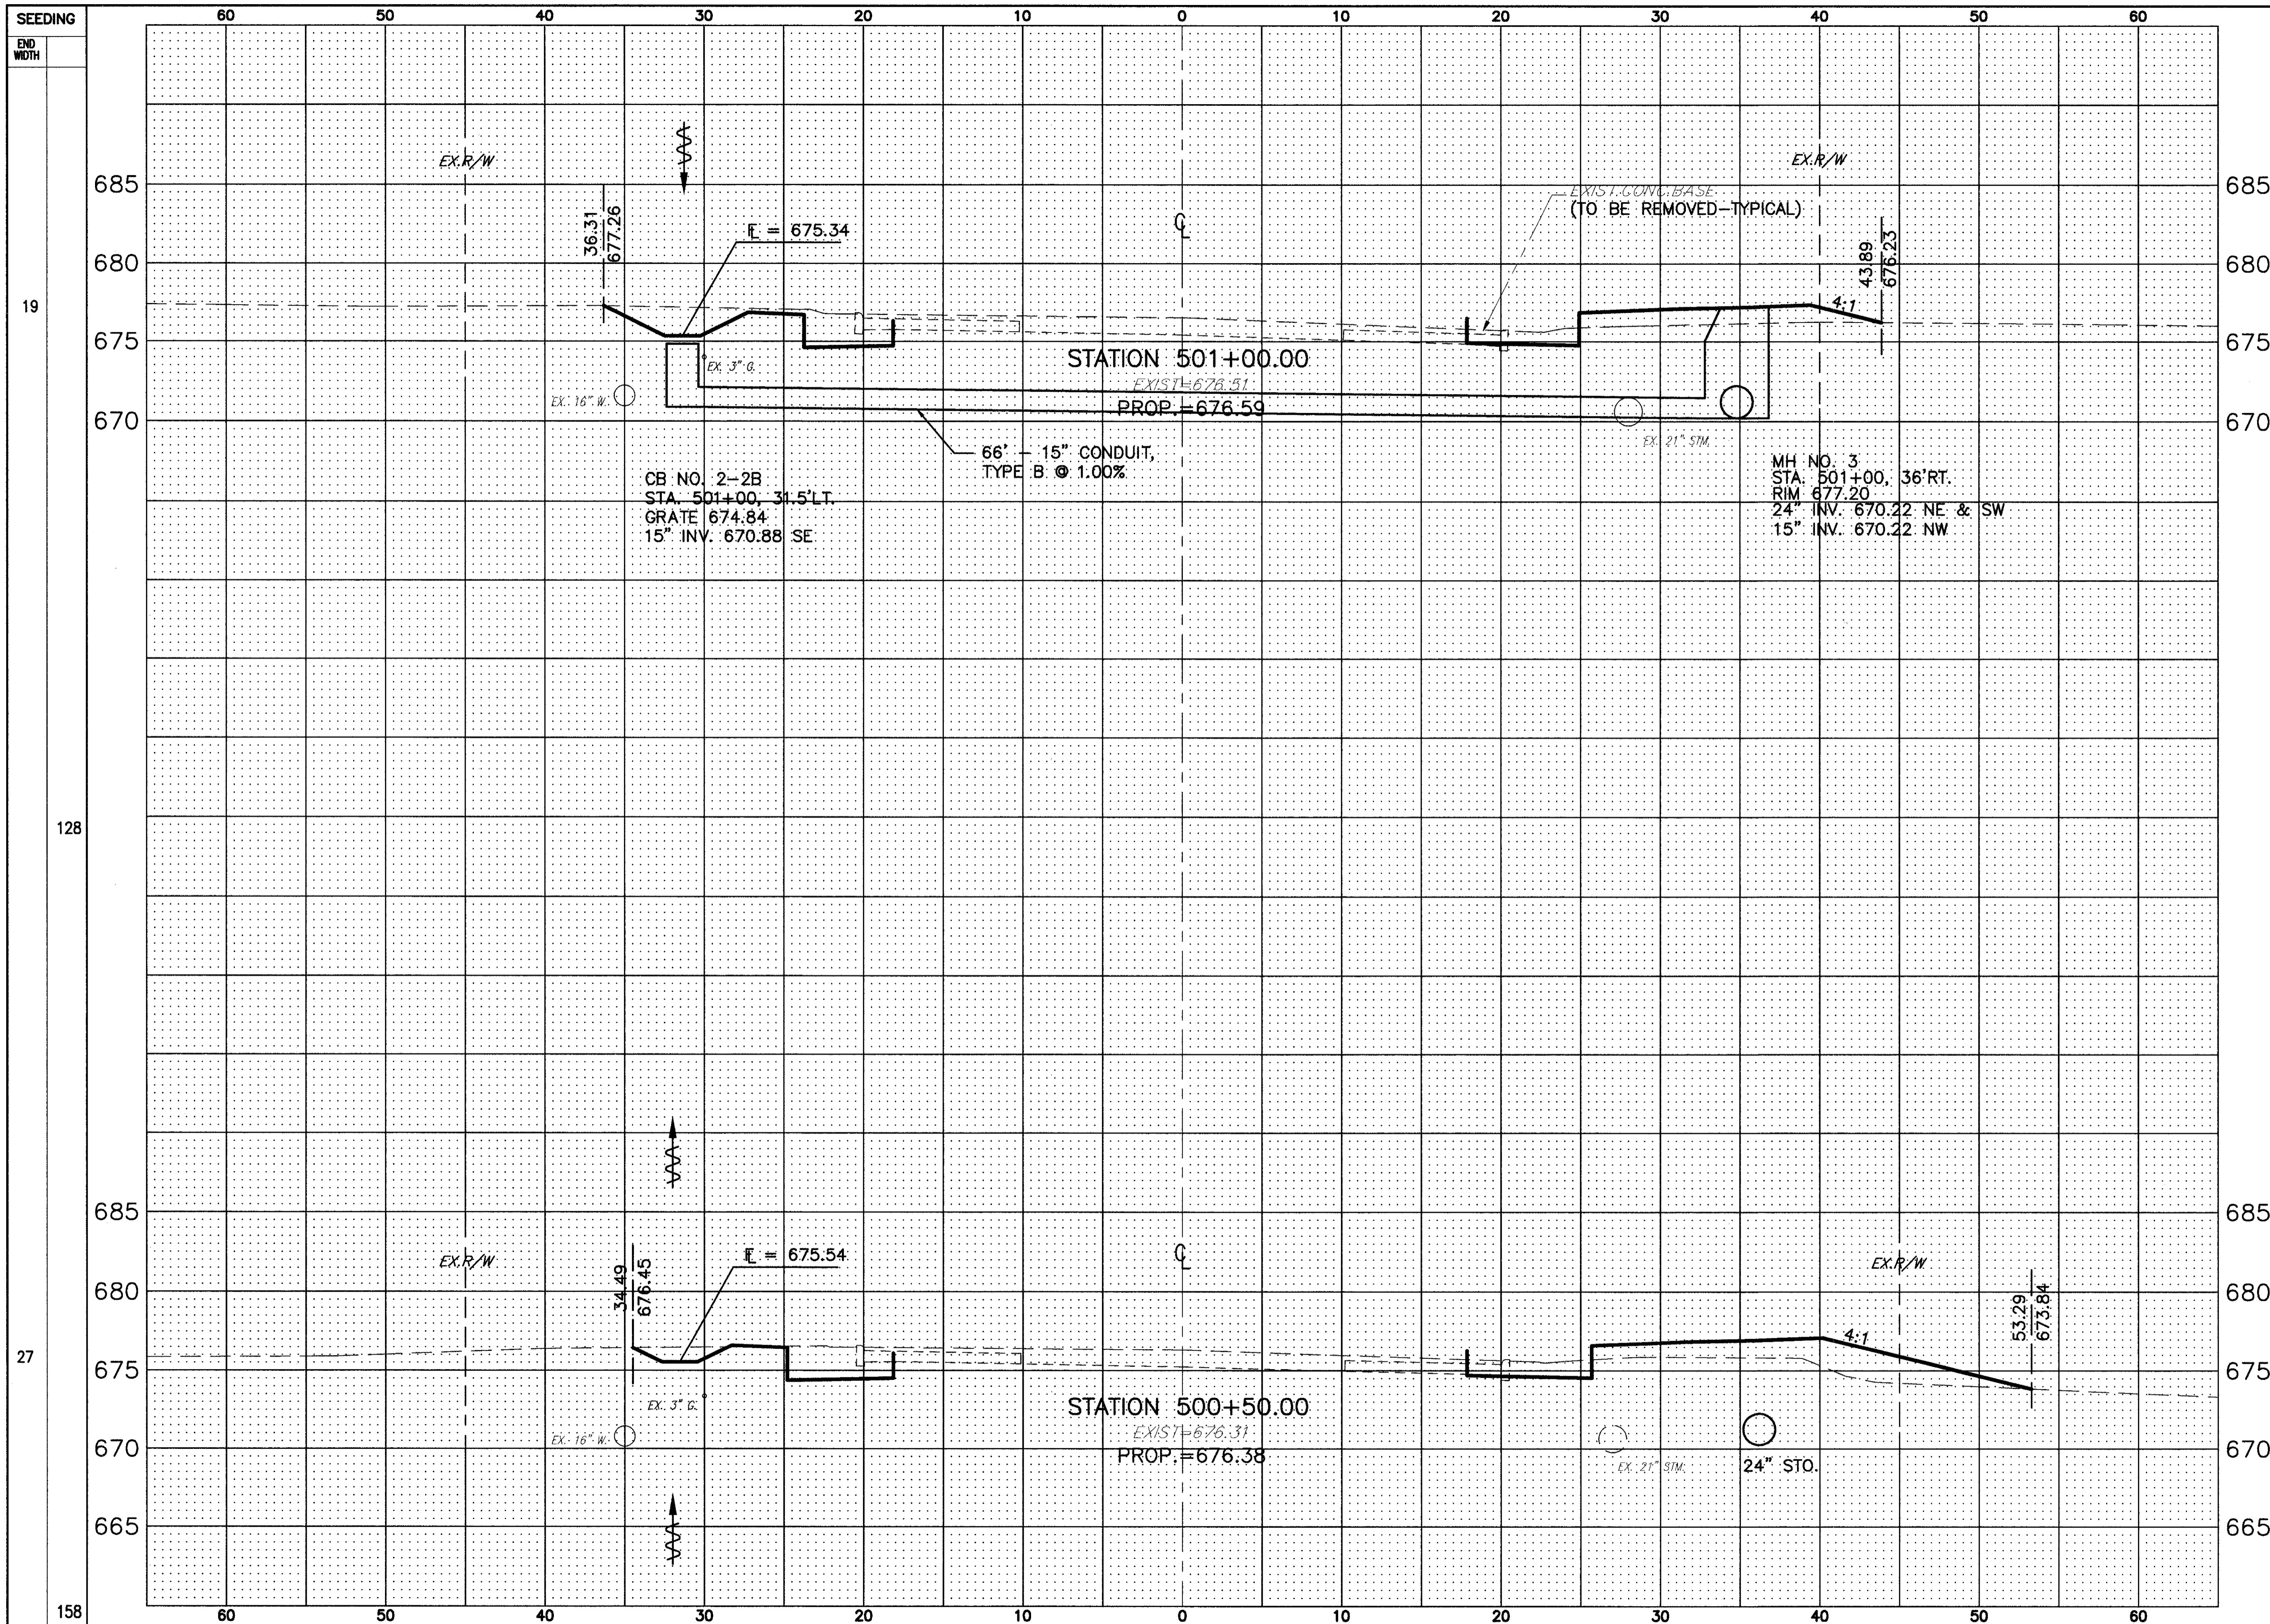 SEEDING
END
WIDTH
60 50 40 30 20 10 0 10 20 30 40 50 60
EX.R/W
EX.R/W
685
685
EXIST.CONC.BASE
(TO BE REMOVED-TYPICAL)
36.31
677.26
℄
F̵L = 675.34
43.89
676.23
680
680
19
4:1
675
675
STATION 501+00.00
EX. 3" G.
EXIST=676.51
EX. 16" W.
PROP.=676.59
670
670
EX. 21" STM.
66' - 15" CONDUIT,
TYPE B @ 1.00%
CB NO. 2-2B
STA. 501+00, 31.5'LT.
GRATE 674.84
15" INV. 670.88 SE
MH NO. 3
STA. 501+00, 36'RT.
RIM 677.20
24" INV. 670.22 NE & SW
15" INV. 670.22 NW
128
685
685
EX.R/W
EX.R/W
34.49
676.45
F̵L = 675.54
℄
53.29
673.84
680
680
27
4:1
675
675
STATION 500+50.00
EX. 3" G.
EXIST=676.31
EX. 16" W.
PROP.=676.38
670
670
EX. 21" STM.
24" STO.
665
665
158
60 50 40 30 20 10 0 10 20 30 40 50 60